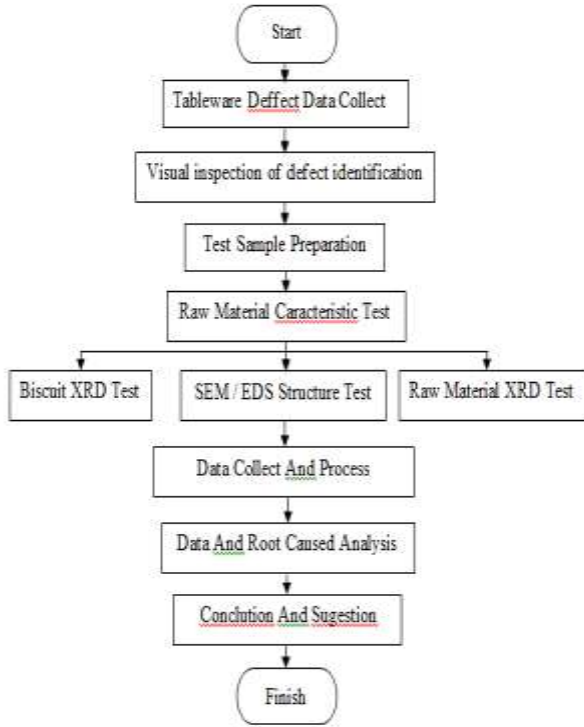 Start
Tableware Deffect Data Collect
Visual inspection of defect identification
Test Sample Preparation
Raw Material Caracteristic Test
Biscuit XRD Test
SEM / EDS Structure Test
Raw Material XRD Test
Data Collect And Process
Data And Root Caused Analysis
Conclution And Sugestion
Finish